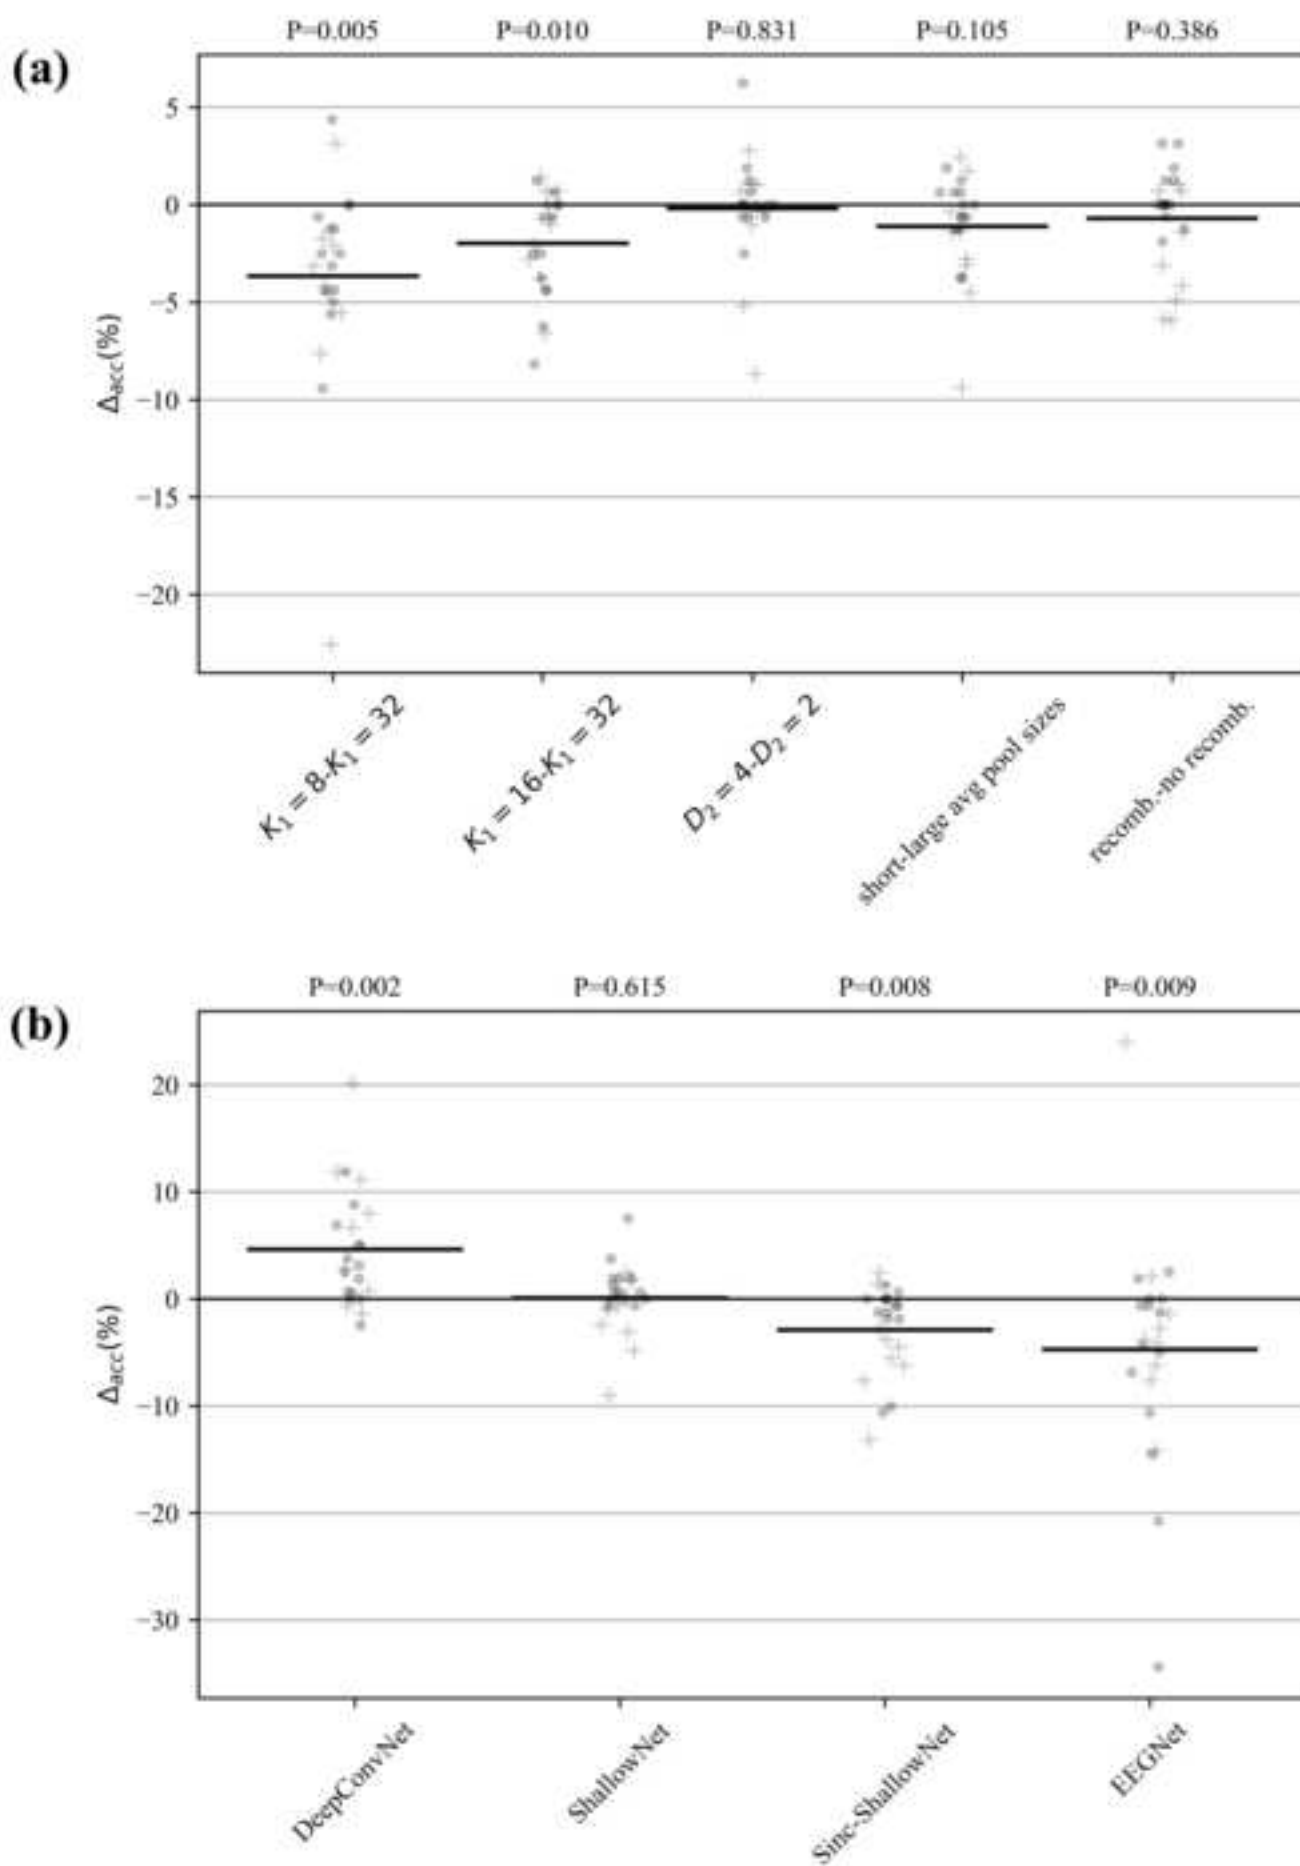 (a)
P=0.005 P=0.010 P=0.831 P=0.105 P=0.386
5
0
−5
−10
−15
−20
Δacc(%)
K1 = 8-K1 = 32
K1 = 16-K1 = 32
D2 = 4-D2 = 2
short-large avg pool sizes
recomb.-no recomb.
(b)
P=0.002 P=0.615 P=0.008 P=0.009
20
10
0
−10
−20
−30
Δacc(%)
DeepConvNet
ShallowNet
Sinc-ShallowNet
EEGNet